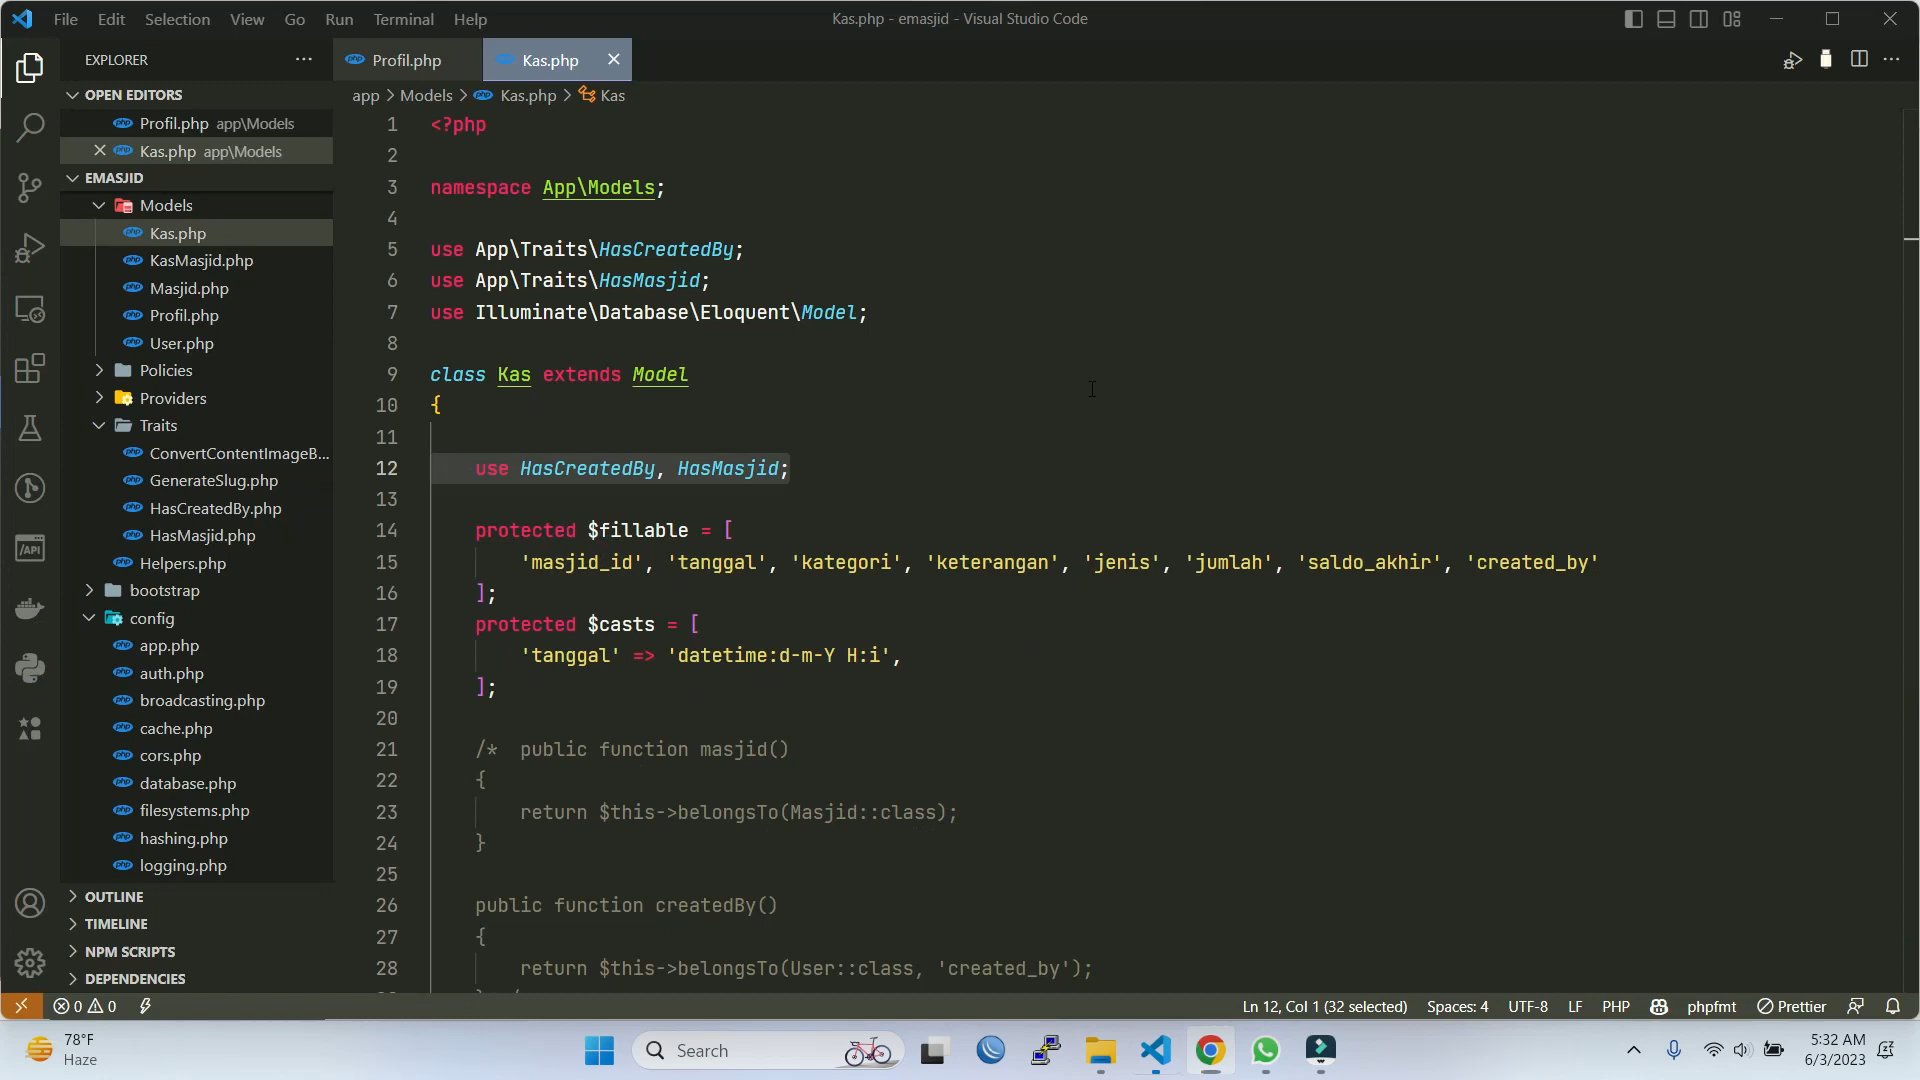 File Edit Selection View Go Run Terminal Help
Kas.php - emasjid - Visual Studio Code
EXPLORER
Profil.php
Kas.php
OPEN EDITORS
Profil.php app\Models
Kas.php app\Models
EMASJID
Models
Kas.php
KasMasjid.php
Masjid.php
Profil.php
User.php
Policies
Providers
Traits
ConvertContentImageB...
GenerateSlug.php
HasCreatedBy.php
HasMasjid.php
Helpers.php
bootstrap
config
app.php
auth.php
broadcasting.php
cache.php
cors.php
database.php
filesystems.php
hashing.php
logging.php
OUTLINE
TIMELINE
NPM SCRIPTS
DEPENDENCIES
app > Models > Kas.php > Kas
1 <?php
2
3 namespace App\Models;
4
5 use App\Traits\HasCreatedBy;
6 use App\Traits\HasMasjid;
7 use Illuminate\Database\Eloquent\Model;
8
9 class Kas extends Model
10 {
11
12 use HasCreatedBy, HasMasjid;
13
14 protected $fillable = [
15 'masjid_id', 'tanggal', 'kategori', 'keterangan', 'jenis', 'jumlah', 'saldo_akhir', 'created_by'
16 ];
17 protected $casts = [
18 'tanggal' => 'datetime:d-m-Y H:i',
19 ];
20
21 /* public function masjid()
22 {
23 return $this->belongsTo(Masjid::class);
24 }
25
26 public function createdBy()
27 {
28 return $this->belongsTo(User::class, 'created_by');
0 0
Ln 12, Col 1 (32 selected) Spaces: 4 UTF-8 LF PHP phpfmt Prettier
78°F
Haze
Search
5:32 AM
6/3/2023